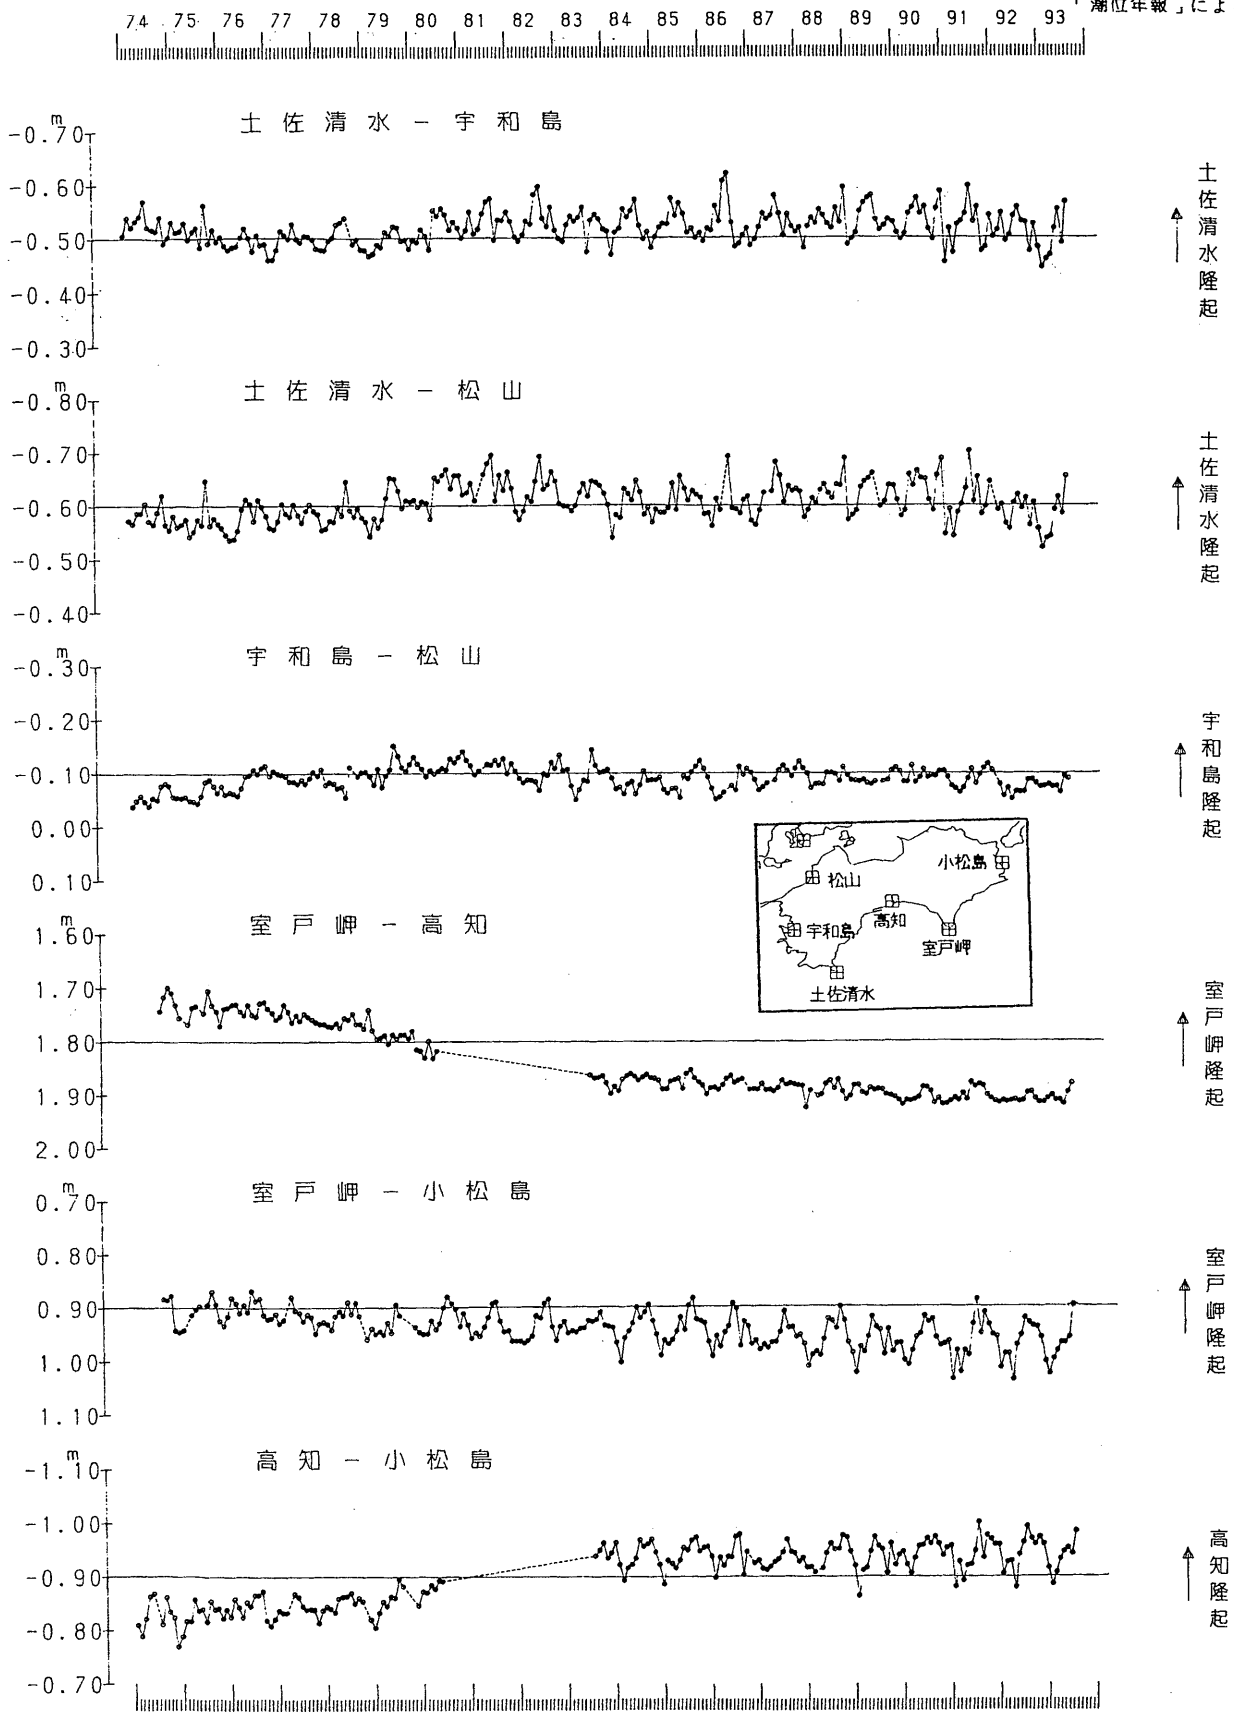 「潮位年報」によ
74 75 76 77 78 79 80 81 82 83 84 85 86 87 88 89 90 91 92 93
土佐清水－宇和島
m
-0.70
-0.60
-0.50
-0.40
-0.30
土佐清水隆起
土佐清水－松山
m
-0.80
-0.70
-0.60
-0.50
-0.40
土佐清水隆起
宇和島－松山
m
-0.30
-0.20
-0.10
0.00
0.10
宇和島隆起
松山
小松島
宇和島
高知
室戸岬
土佐清水
室戸岬－高知
m
1.60
1.70
1.80
1.90
2.00
室戸岬隆起
室戸岬－小松島
m
0.70
0.80
0.90
1.00
1.10
室戸岬隆起
高知－小松島
m
-1.10
-1.00
-0.90
-0.80
-0.70
高知隆起